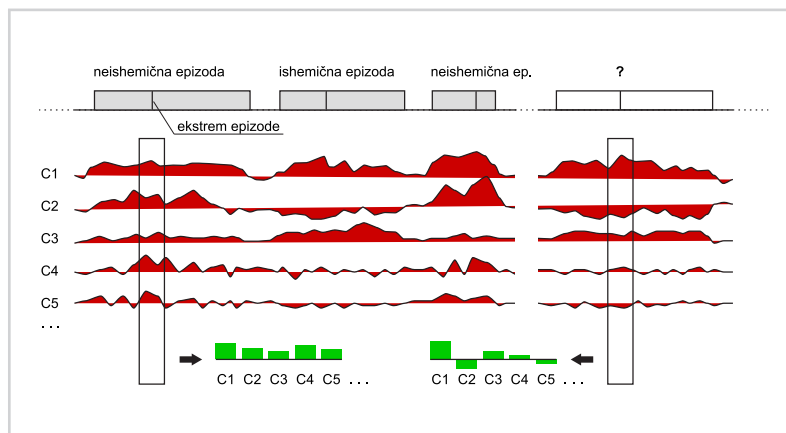 neishemična epizoda ishemična epizoda neishemična ep. ?
ekstrem epizode
C1
C2
C3
C4
C5
. . .
C1 C2 C3 C4 C5 . . . C1 C2 C3 C4 C5 . . .